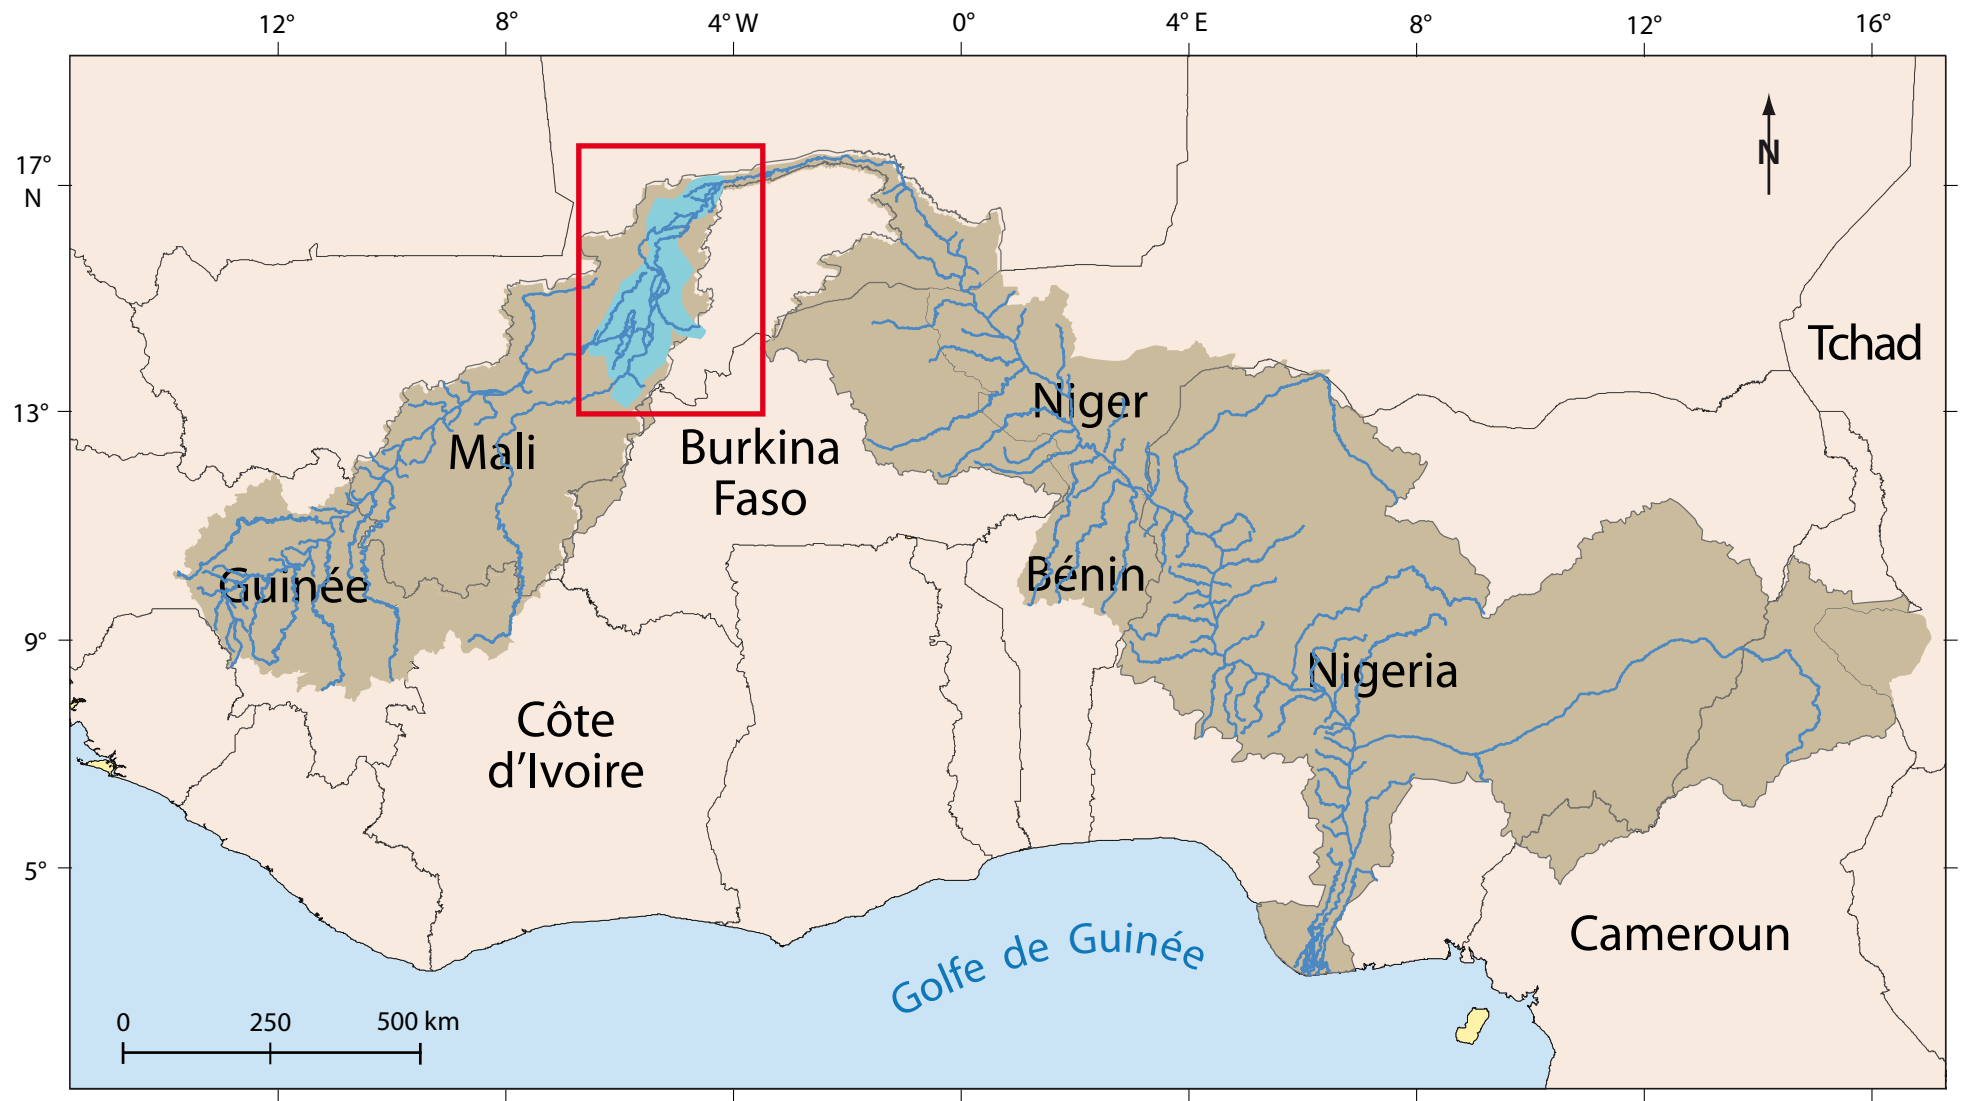 12°
8°
4° W
0°
4° E
8°
12°
16°
17°
N
N
13°
9°
5°
Tchad
Niger
Mali
Burkina
Faso
Guinée
Bénin
Nigeria
Côte
d'Ivoire
Cameroun
Golfe de Guinée
0
250
500 km